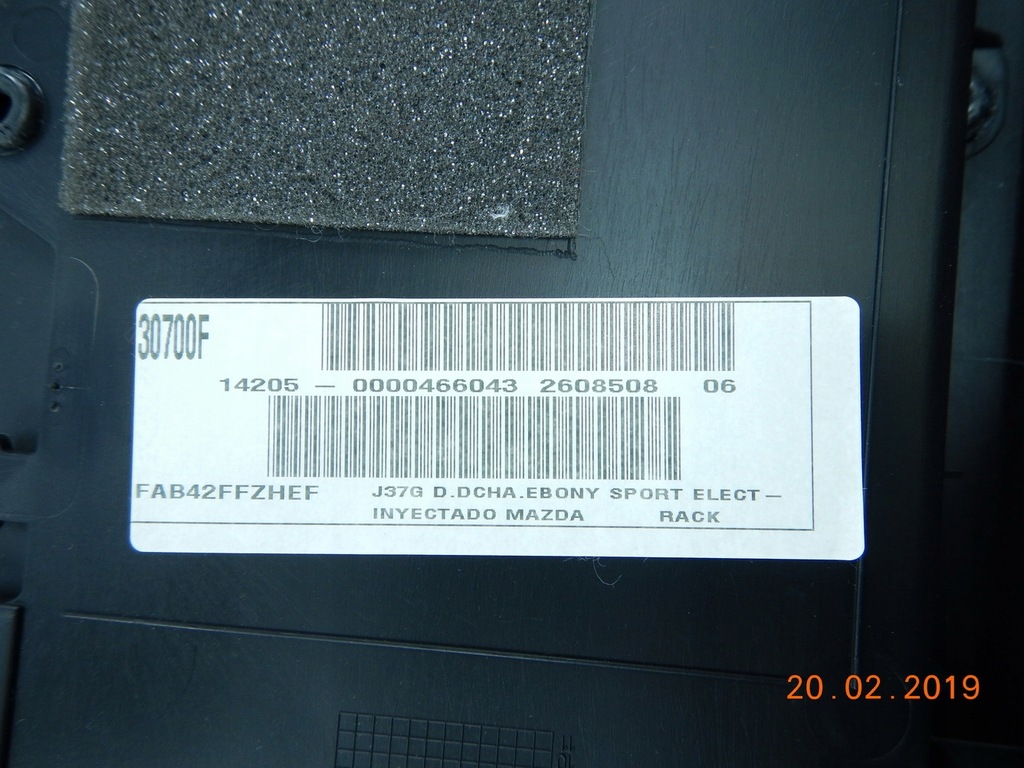 30700F
14205 - 0000466043 2608508 06
FAB42FFZHEF J37G D.DCHA.EBONY SPORT ELECT-
INYECTADO MAZDA RACK
20.02.2019